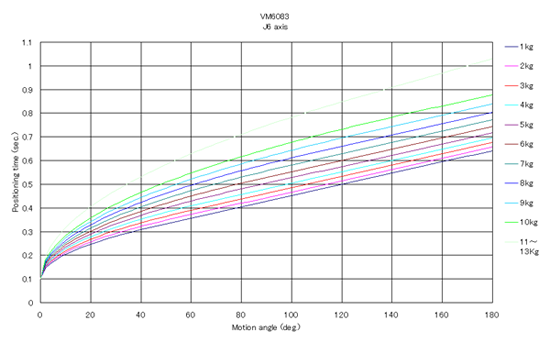 VM6083
J6 axis
Positioning time (sec.)
1.1
1
0.9
0.8
0.7
0.6
0.5
0.4
0.3
0.2
0.1
0
0
20
40
60
80
100
120
140
160
180
Motion angle (deg.)
1kg
2kg
3kg
4kg
5kg
6kg
7kg
8kg
9kg
10kg
11～
13Kg